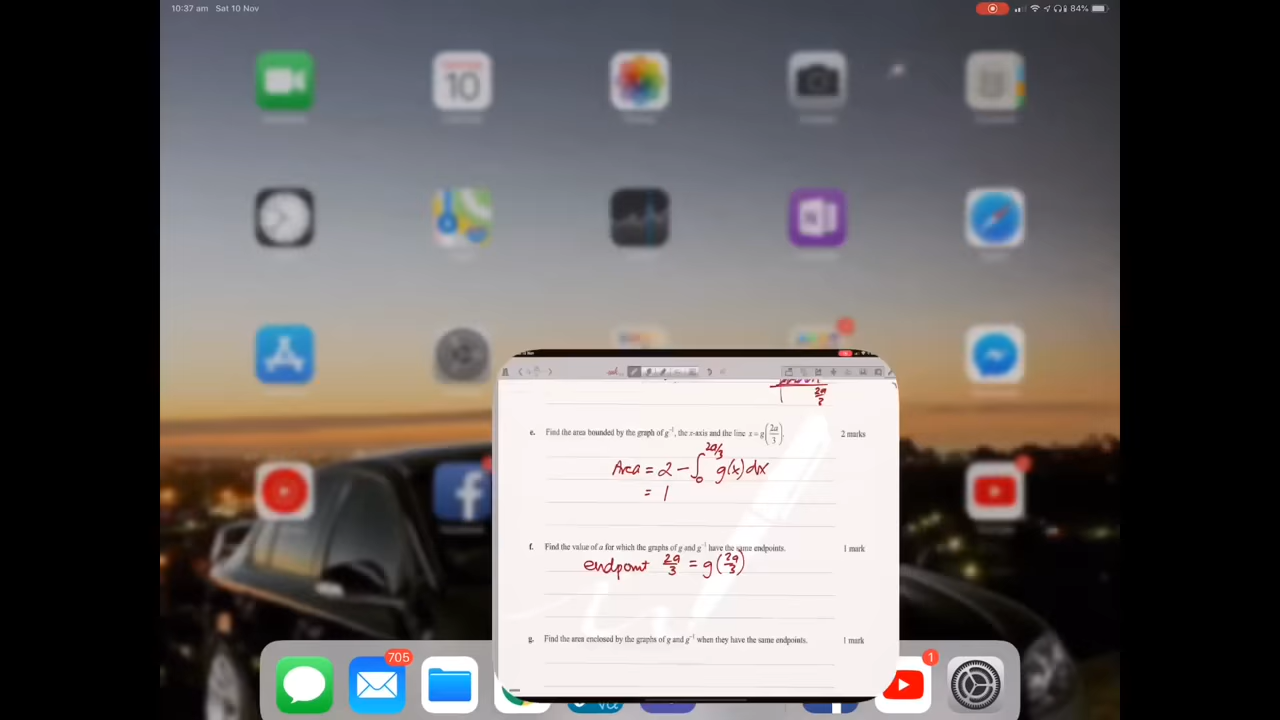 10:37 am Sat 10 Nov
84%
10
705
1
e. Find the area bounded by the graph of g⁻¹, the x-axis and the line x = g(2a/3).
2 marks
Area = 2 − ∫₀^(2a/3) g(x) dx
= 1
f. Find the value of a for which the graphs of g and g⁻¹ have the same endpoints.
1 mark
endpoint 2a/3 = g(2a/3)
g. Find the area enclosed by the graphs of g and g⁻¹ when they have the same endpoints.
1 mark